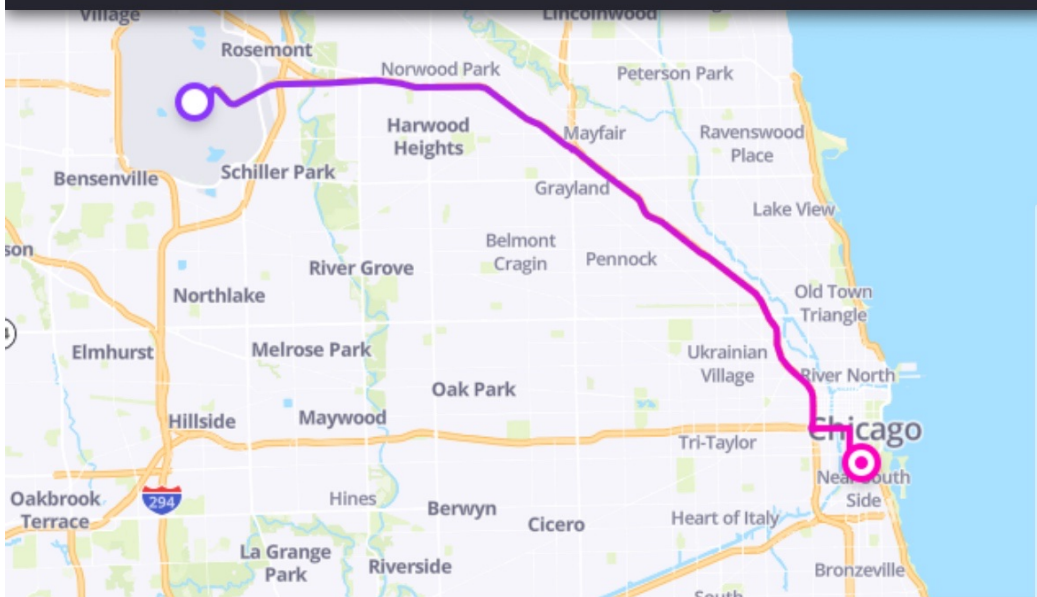 Village
Lincolnwood
Rosemont
Norwood Park
Peterson Park
Harwood
Heights
Mayfair
Ravenswood
Place
Bensenville
Schiller Park
Grayland
Lake View
son
Belmont
Cragin
Pennock
River Grove
Northlake
Old Town
Triangle
Elmhurst
Melrose Park
Ukrainian
Village
River North
Oak Park
Hillside
Maywood
Chicago
Tri-Taylor
Near South
Side
Oakbrook
Terrace
294
Hines
Berwyn
Cicero
Heart of Italy
La Grange
Park
Riverside
Bronzeville
South